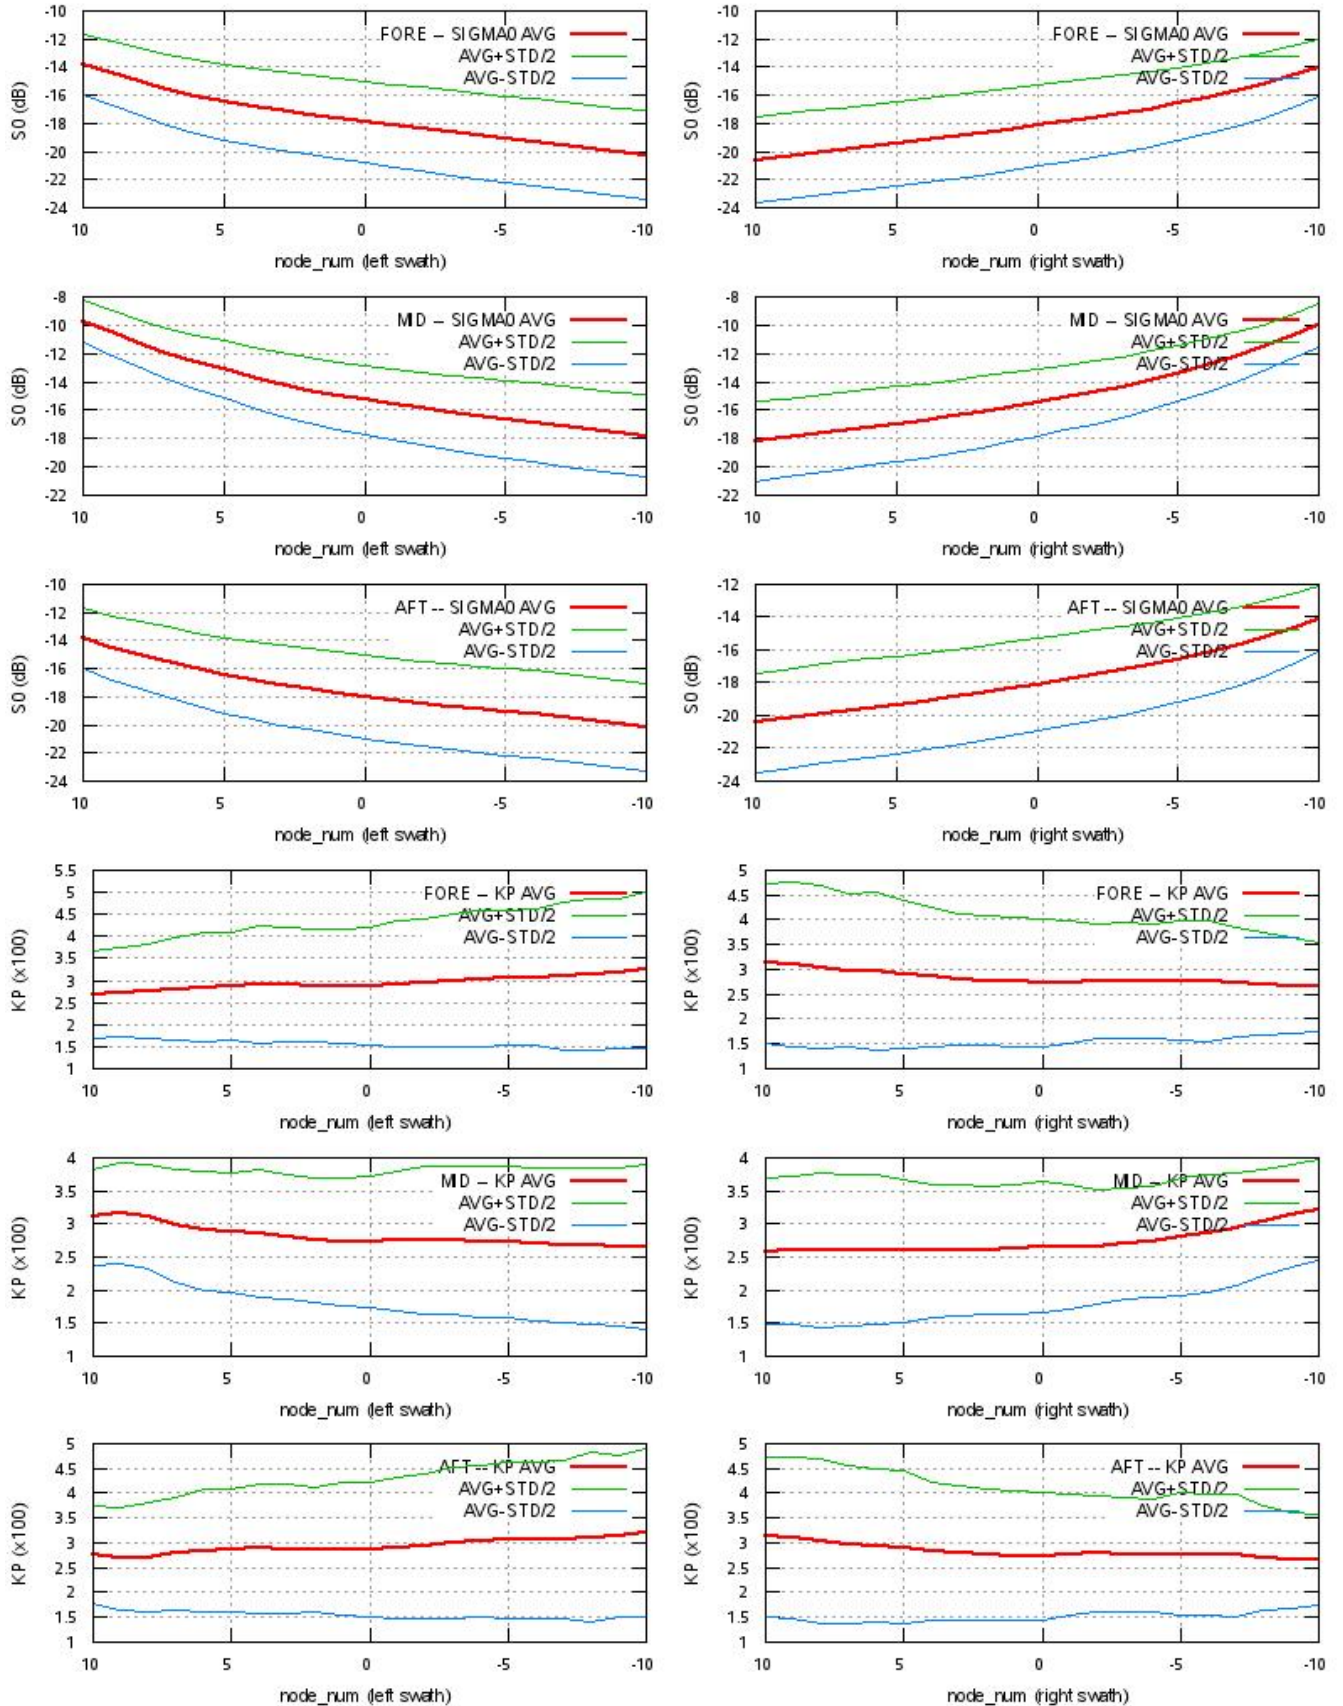 -10
-12
-14
-16
-18
-20
-22
-24
S0 (dB)
FORE -- SIGMA0 AVG
AVG+STD/2
AVG-STD/2
10 5 0 -5 -10
node_num (left swath)
-10
-12
-14
-16
-18
-20
-22
-24
S0 (dB)
FORE -- SIGMA0 AVG
AVG+STD/2
AVG-STD/2
10 5 0 -5 -10
node_num (right swath)
-8
-10
-12
-14
-16
-18
-20
-22
S0 (dB)
MID -- SIGMA0 AVG
AVG+STD/2
AVG-STD/2
10 5 0 -5 -10
node_num (left swath)
-8
-10
-12
-14
-16
-18
-20
-22
S0 (dB)
MID -- SIGMA0 AVG
AVG+STD/2
AVG-STD/2
10 5 0 -5 -10
node_num (right swath)
-10
-12
-14
-16
-18
-20
-22
-24
S0 (dB)
AFT -- SIGMA0 AVG
AVG+STD/2
AVG-STD/2
10 5 0 -5 -10
node_num (left swath)
-12
-14
-16
-18
-20
-22
-24
S0 (dB)
AFT -- SIGMA0 AVG
AVG+STD/2
AVG-STD/2
10 5 0 -5 -10
node_num (right swath)
5.5
5
4.5
4
3.5
3
2.5
2
1.5
1
KP (x100)
FORE -- KP AVG
AVG+STD/2
AVG-STD/2
10 5 0 -5 -10
node_num (left swath)
5
4.5
4
3.5
3
2.5
2
1.5
1
KP (x100)
FORE -- KP AVG
AVG+STD/2
AVG-STD/2
10 5 0 -5 -10
node_num (right swath)
4
3.5
3
2.5
2
1.5
1
KP (x100)
MID -- KP AVG
AVG+STD/2
AVG-STD/2
10 5 0 -5 -10
node_num (left swath)
4
3.5
3
2.5
2
1.5
1
KP (x100)
MID -- KP AVG
AVG+STD/2
AVG-STD/2
10 5 0 -5 -10
node_num (right swath)
5
4.5
4
3.5
3
2.5
2
1.5
1
KP (x100)
AFT -- KP AVG
AVG+STD/2
AVG-STD/2
10 5 0 -5 -10
node_num (left swath)
5
4.5
4
3.5
3
2.5
2
1.5
1
KP (x100)
AFT -- KP AVG
AVG+STD/2
AVG-STD/2
10 5 0 -5 -10
node_num (right swath)